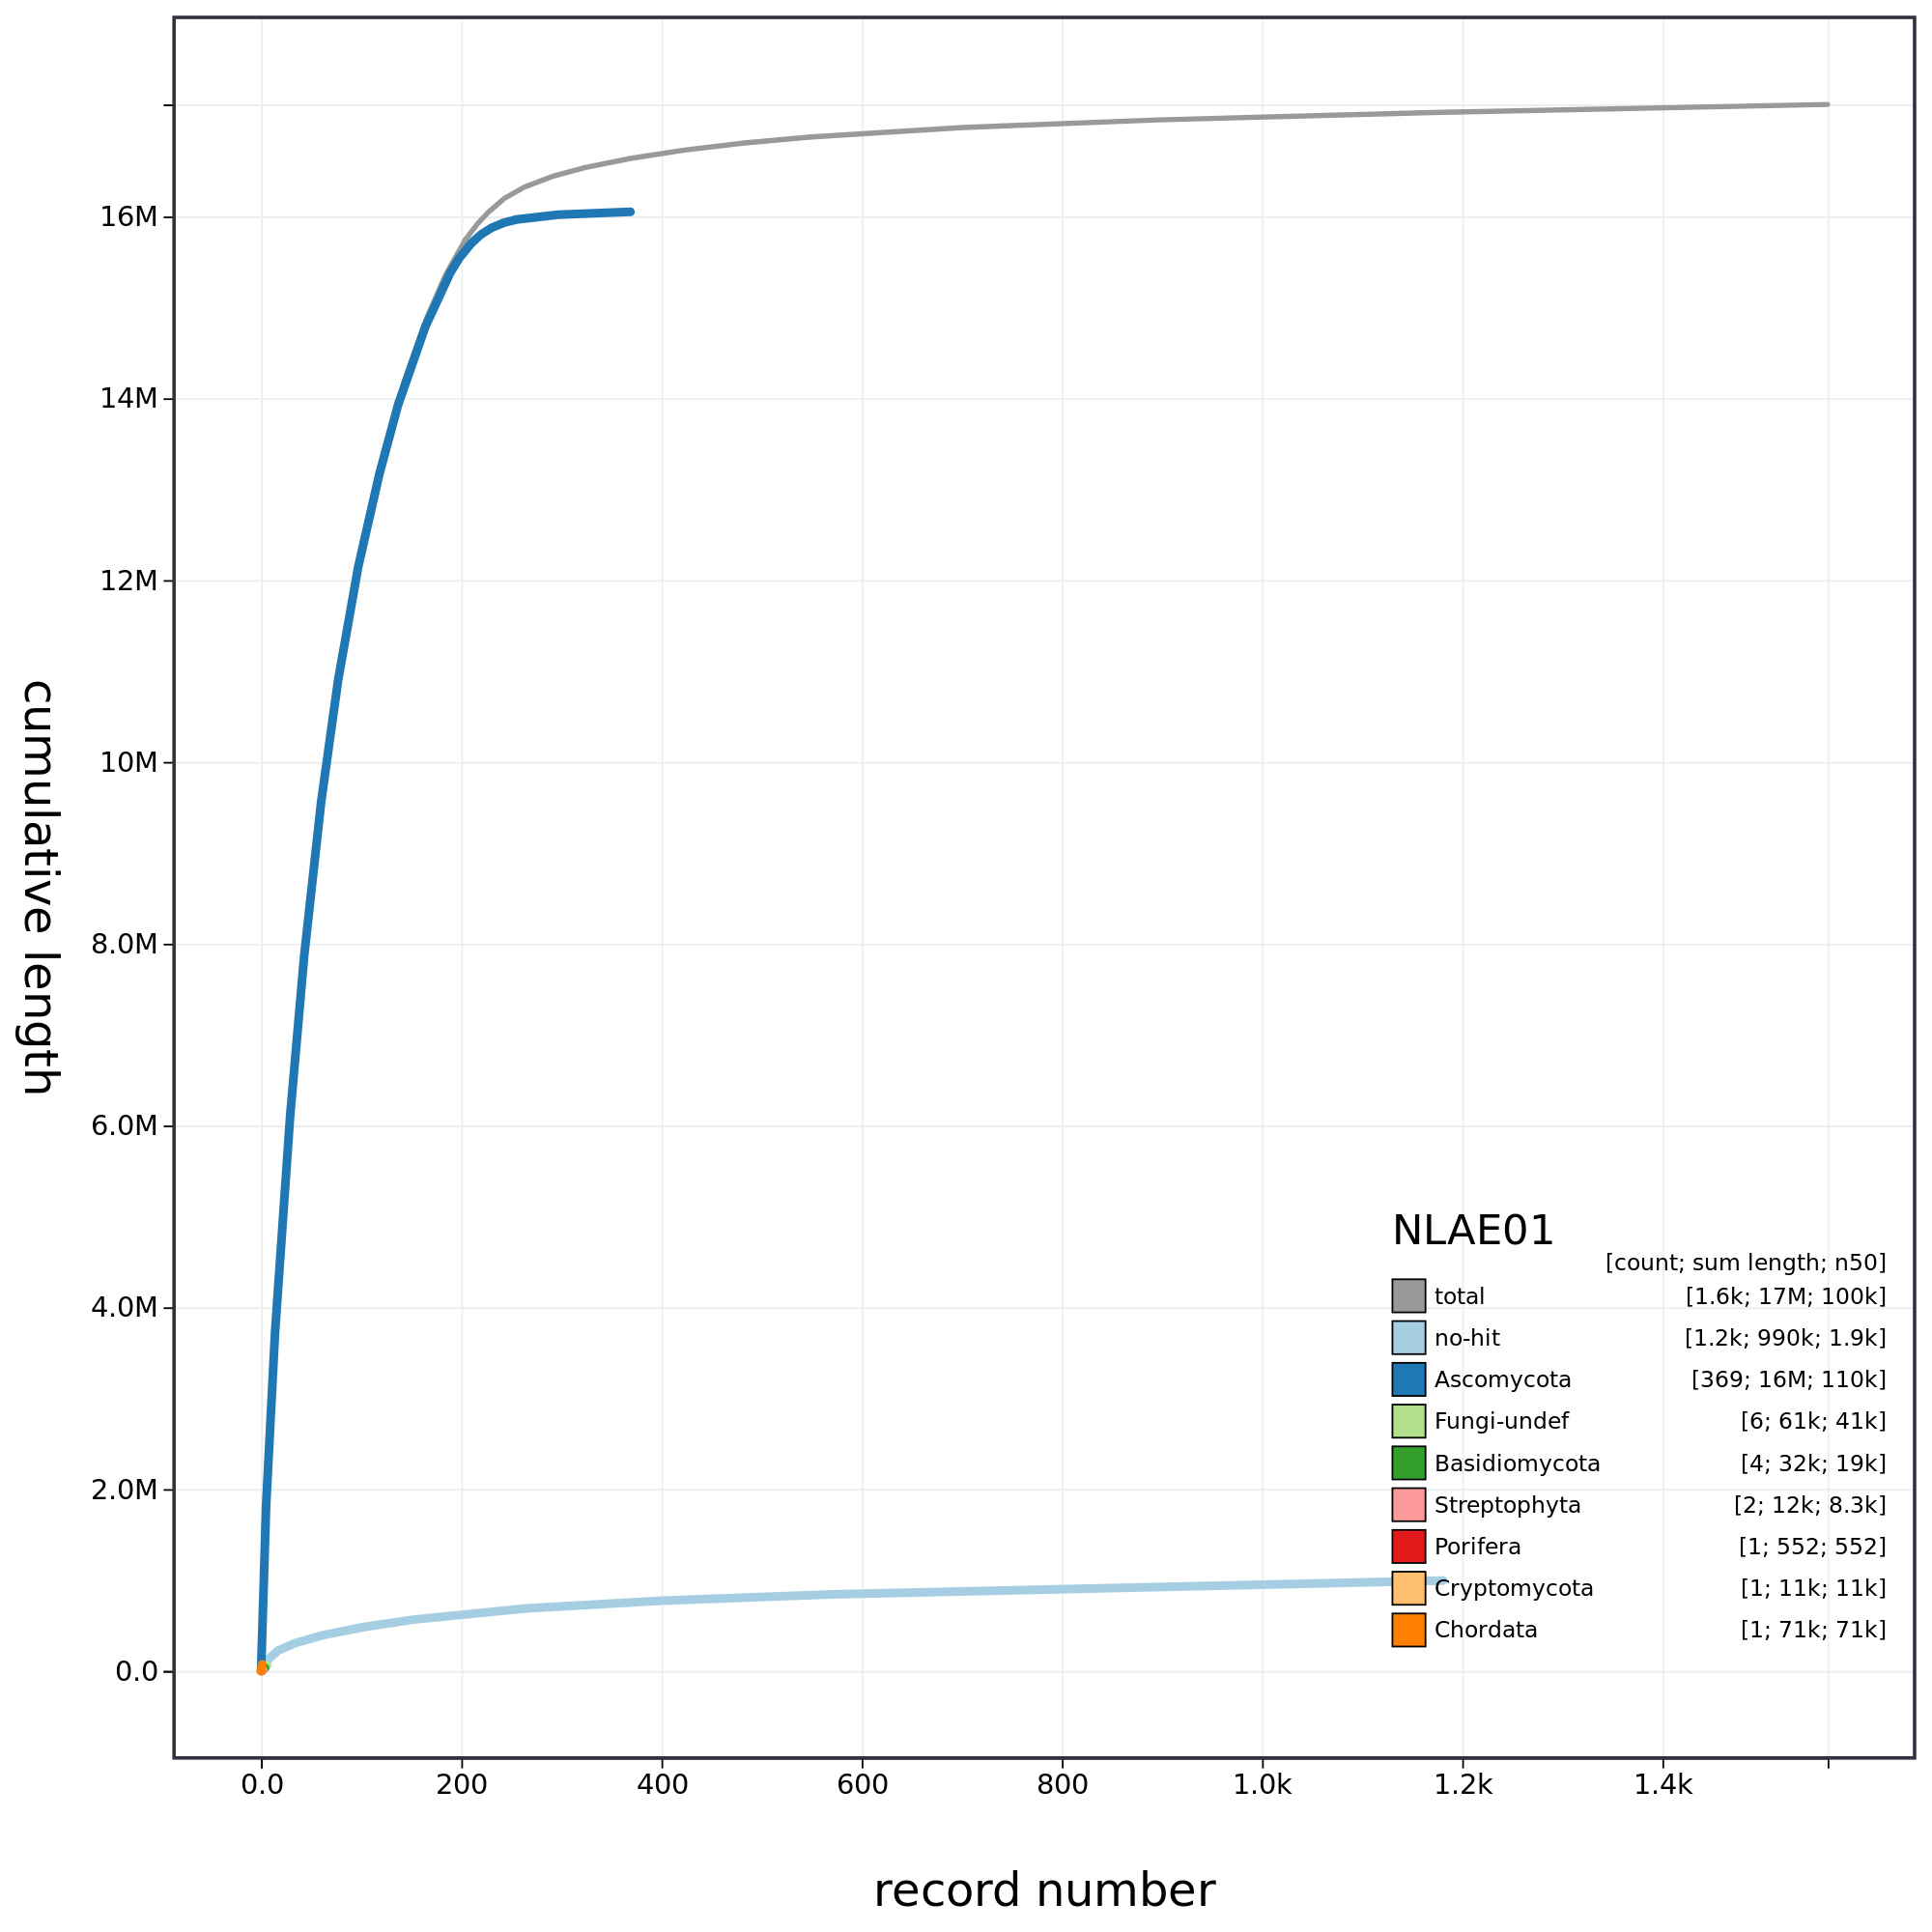 cumulative length
16M
14M
12M
10M
8.0M
6.0M
4.0M
2.0M
0.0
NLAE01
[count; sum length; n50]
total [1.6k; 17M; 100k]
no-hit [1.2k; 990k; 1.9k]
Ascomycota [369; 16M; 110k]
Fungi-undef [6; 61k; 41k]
Basidiomycota [4; 32k; 19k]
Streptophyta [2; 12k; 8.3k]
Porifera [1; 552; 552]
Cryptomycota [1; 11k; 11k]
Chordata [1; 71k; 71k]
0.0 200 400 600 800 1.0k 1.2k 1.4k
record number